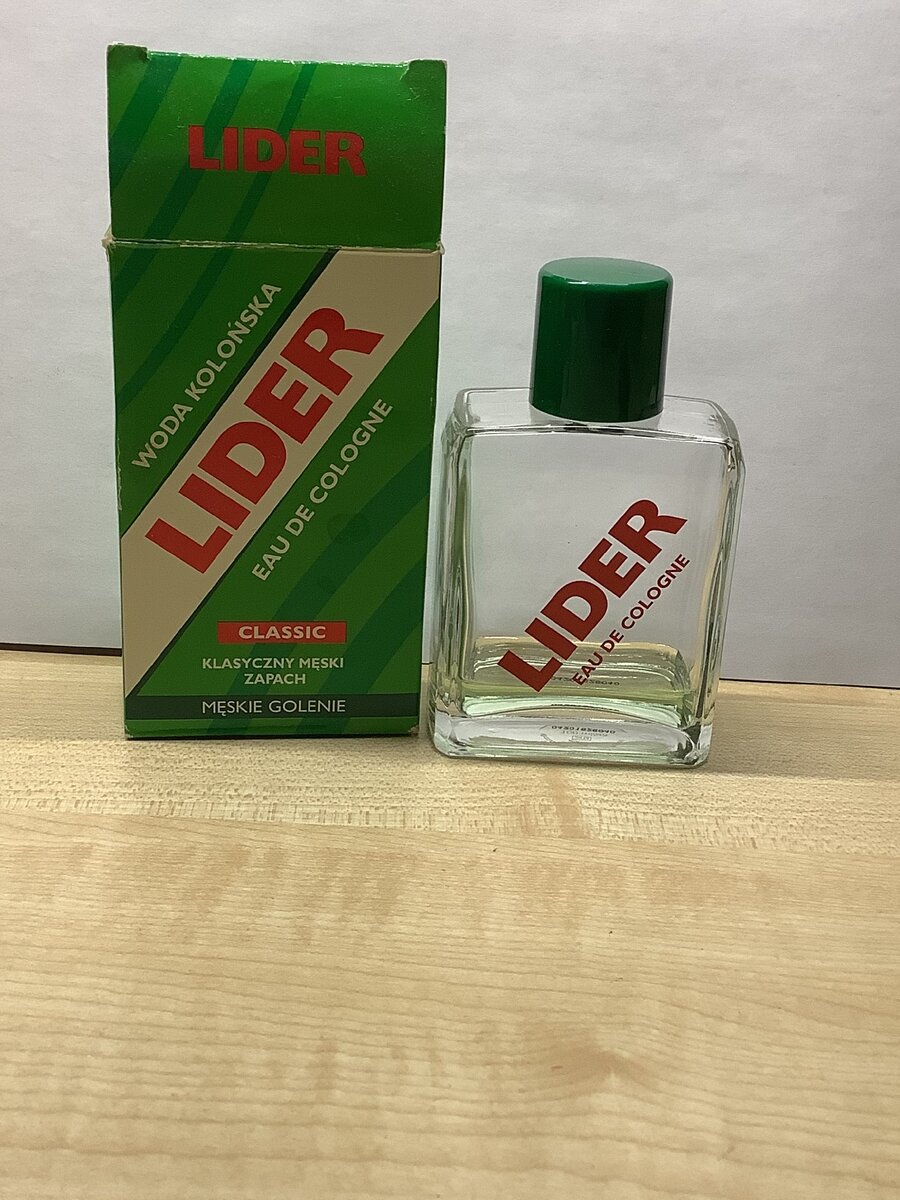 LIDER
WODA KOLOŃSKA
LIDER
EAU DE COLOGNE
CLASSIC
KLASYCZNY MĘSKI
ZAPACH
MĘSKIE GOLENIE
LIDER
EAU DE COLOGNE